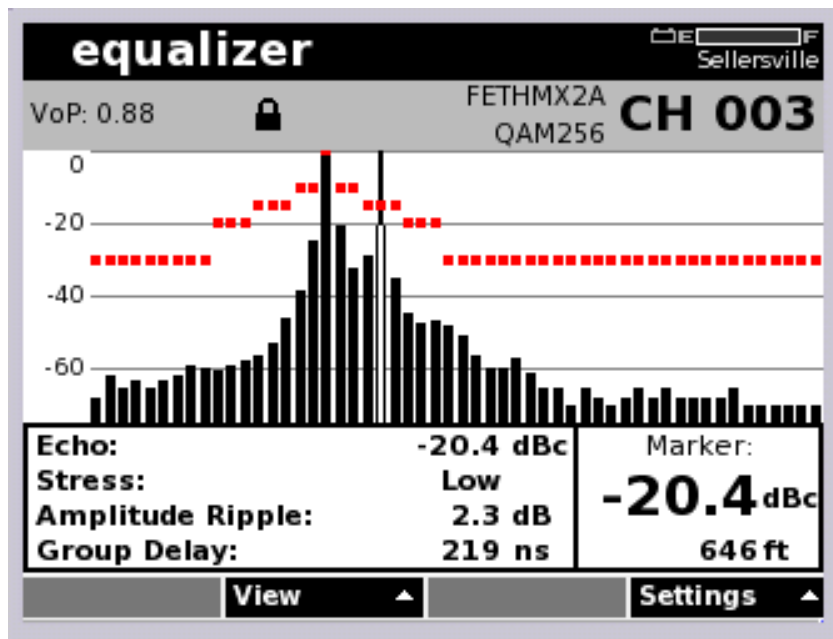 equalizer
E F
Sellersville
VoP: 0.88
FETHMX2A
QAM256
CH 003
0
-20
-40
-60
Echo: -20.4 dBc
Stress: Low
Amplitude Ripple: 2.3 dB
Group Delay: 219 ns
Marker:
-20.4 dBc
646 ft
View
Settings